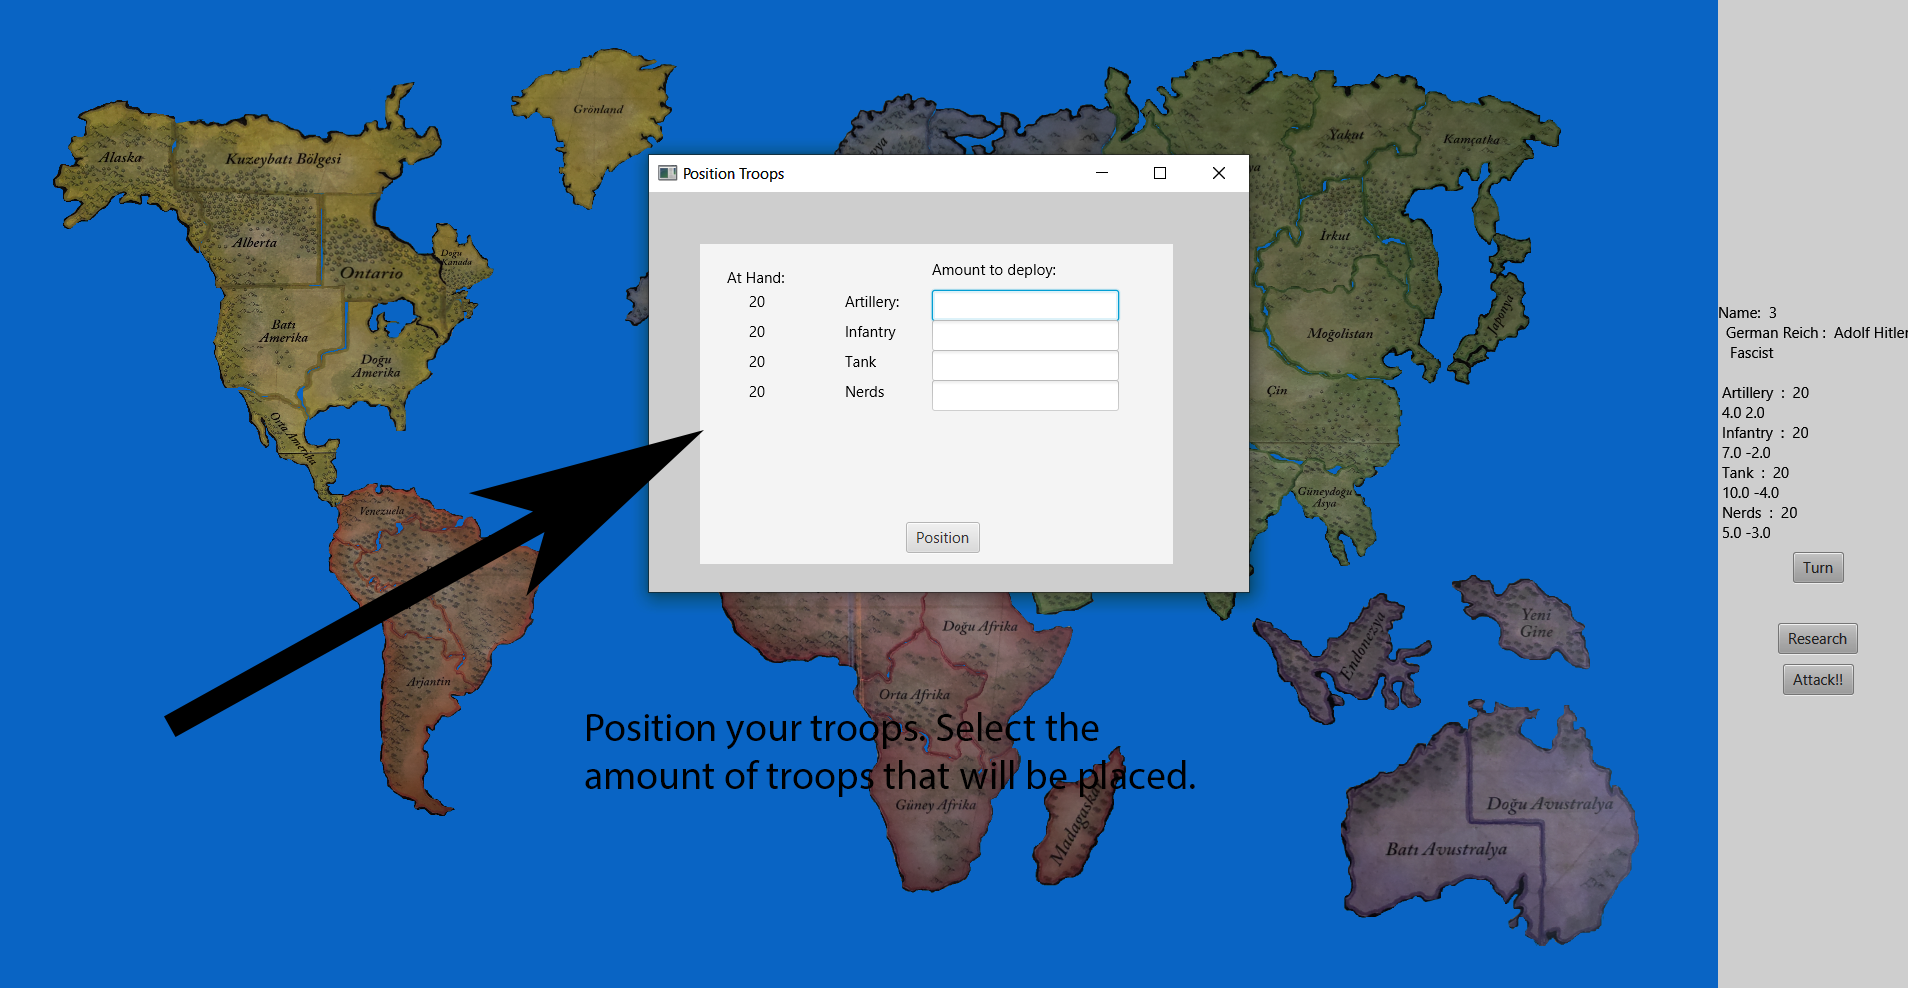 Grönland
Alaska
Kuzeybatı Bölgesi
Alberta
Ontario
Doğu
Kanada
Batı
Amerika
Doğu
Amerika
Orta Amerika
Venezuela
Arjantin
Yakut
Kamçatka
İrkut
Moğolistan
Japonya
Çin
Güneydoğu
Asya
Endonezya
Yeni
Gine
Doğu Afrika
Orta Afrika
Güney Afrika
Madagaskar
Batı Avustralya
Doğu Avustralya
Position Troops
At Hand:
Amount to deploy:
20 Artillery:
20 Infantry
20 Tank
20 Nerds
Position
Position your troops. Select the
amount of troops that will be placed.
Name: 3
German Reich : Adolf Hitler
Fascist
Artillery : 20
4.0 2.0
Infantry : 20
7.0 -2.0
Tank : 20
10.0 -4.0
Nerds : 20
5.0 -3.0
Turn
Research
Attack!!